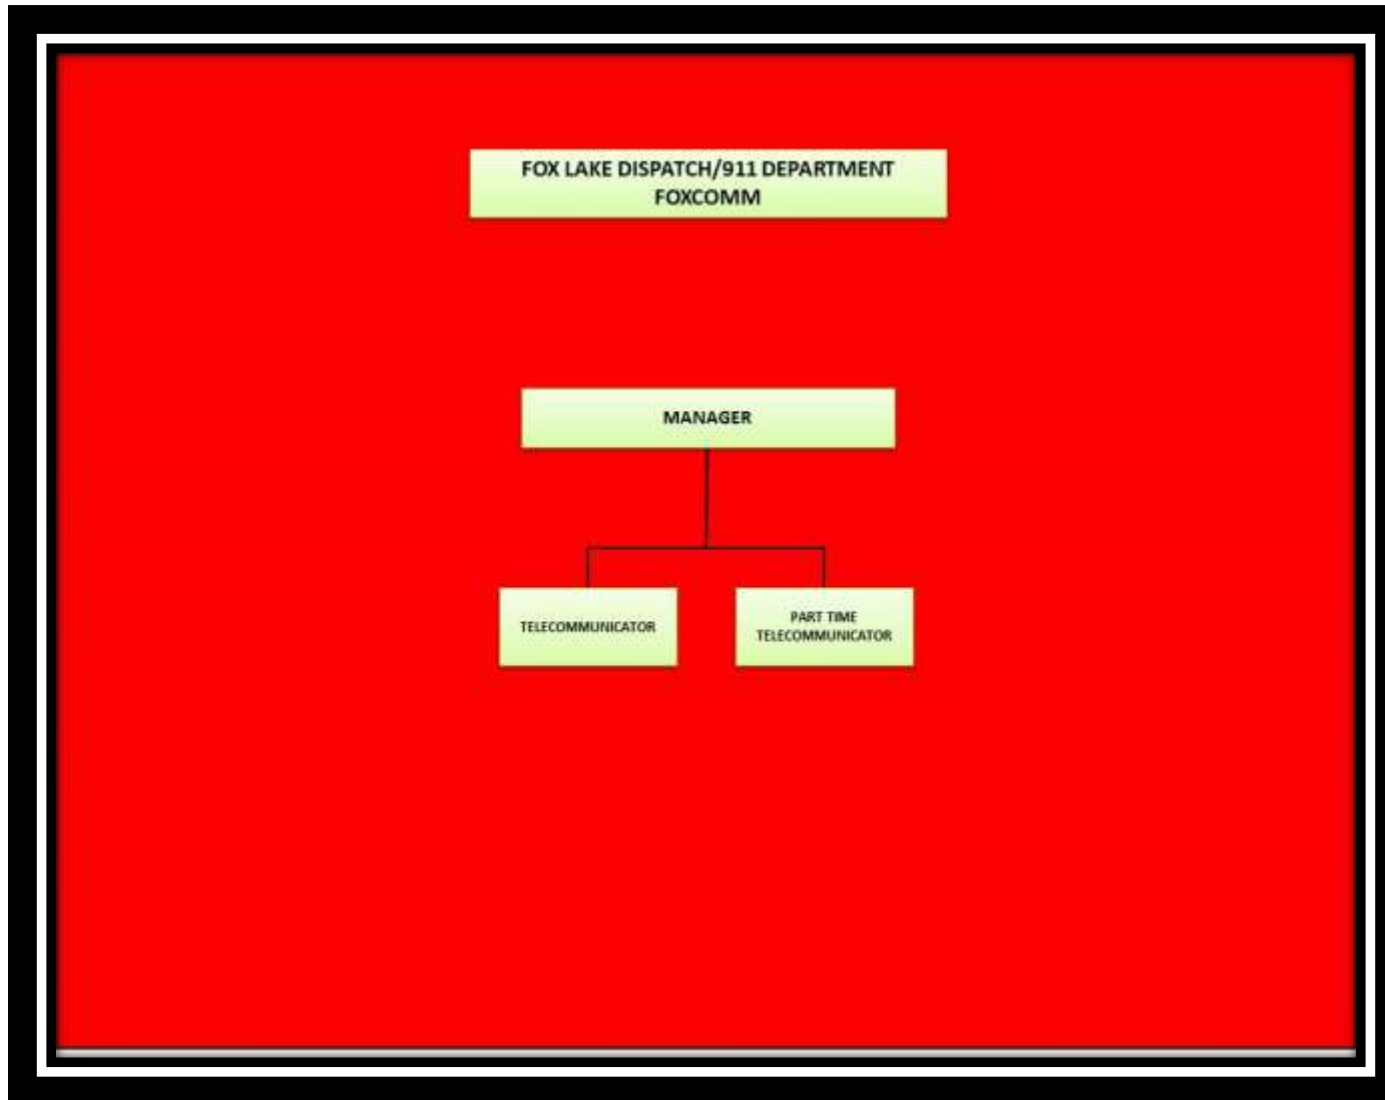 FOX LAKE DISPATCH/911 DEPARTMENT
FOXCOMM
MANAGER
TELECOMMUNICATOR
PART TIME
TELECOMMUNICATOR